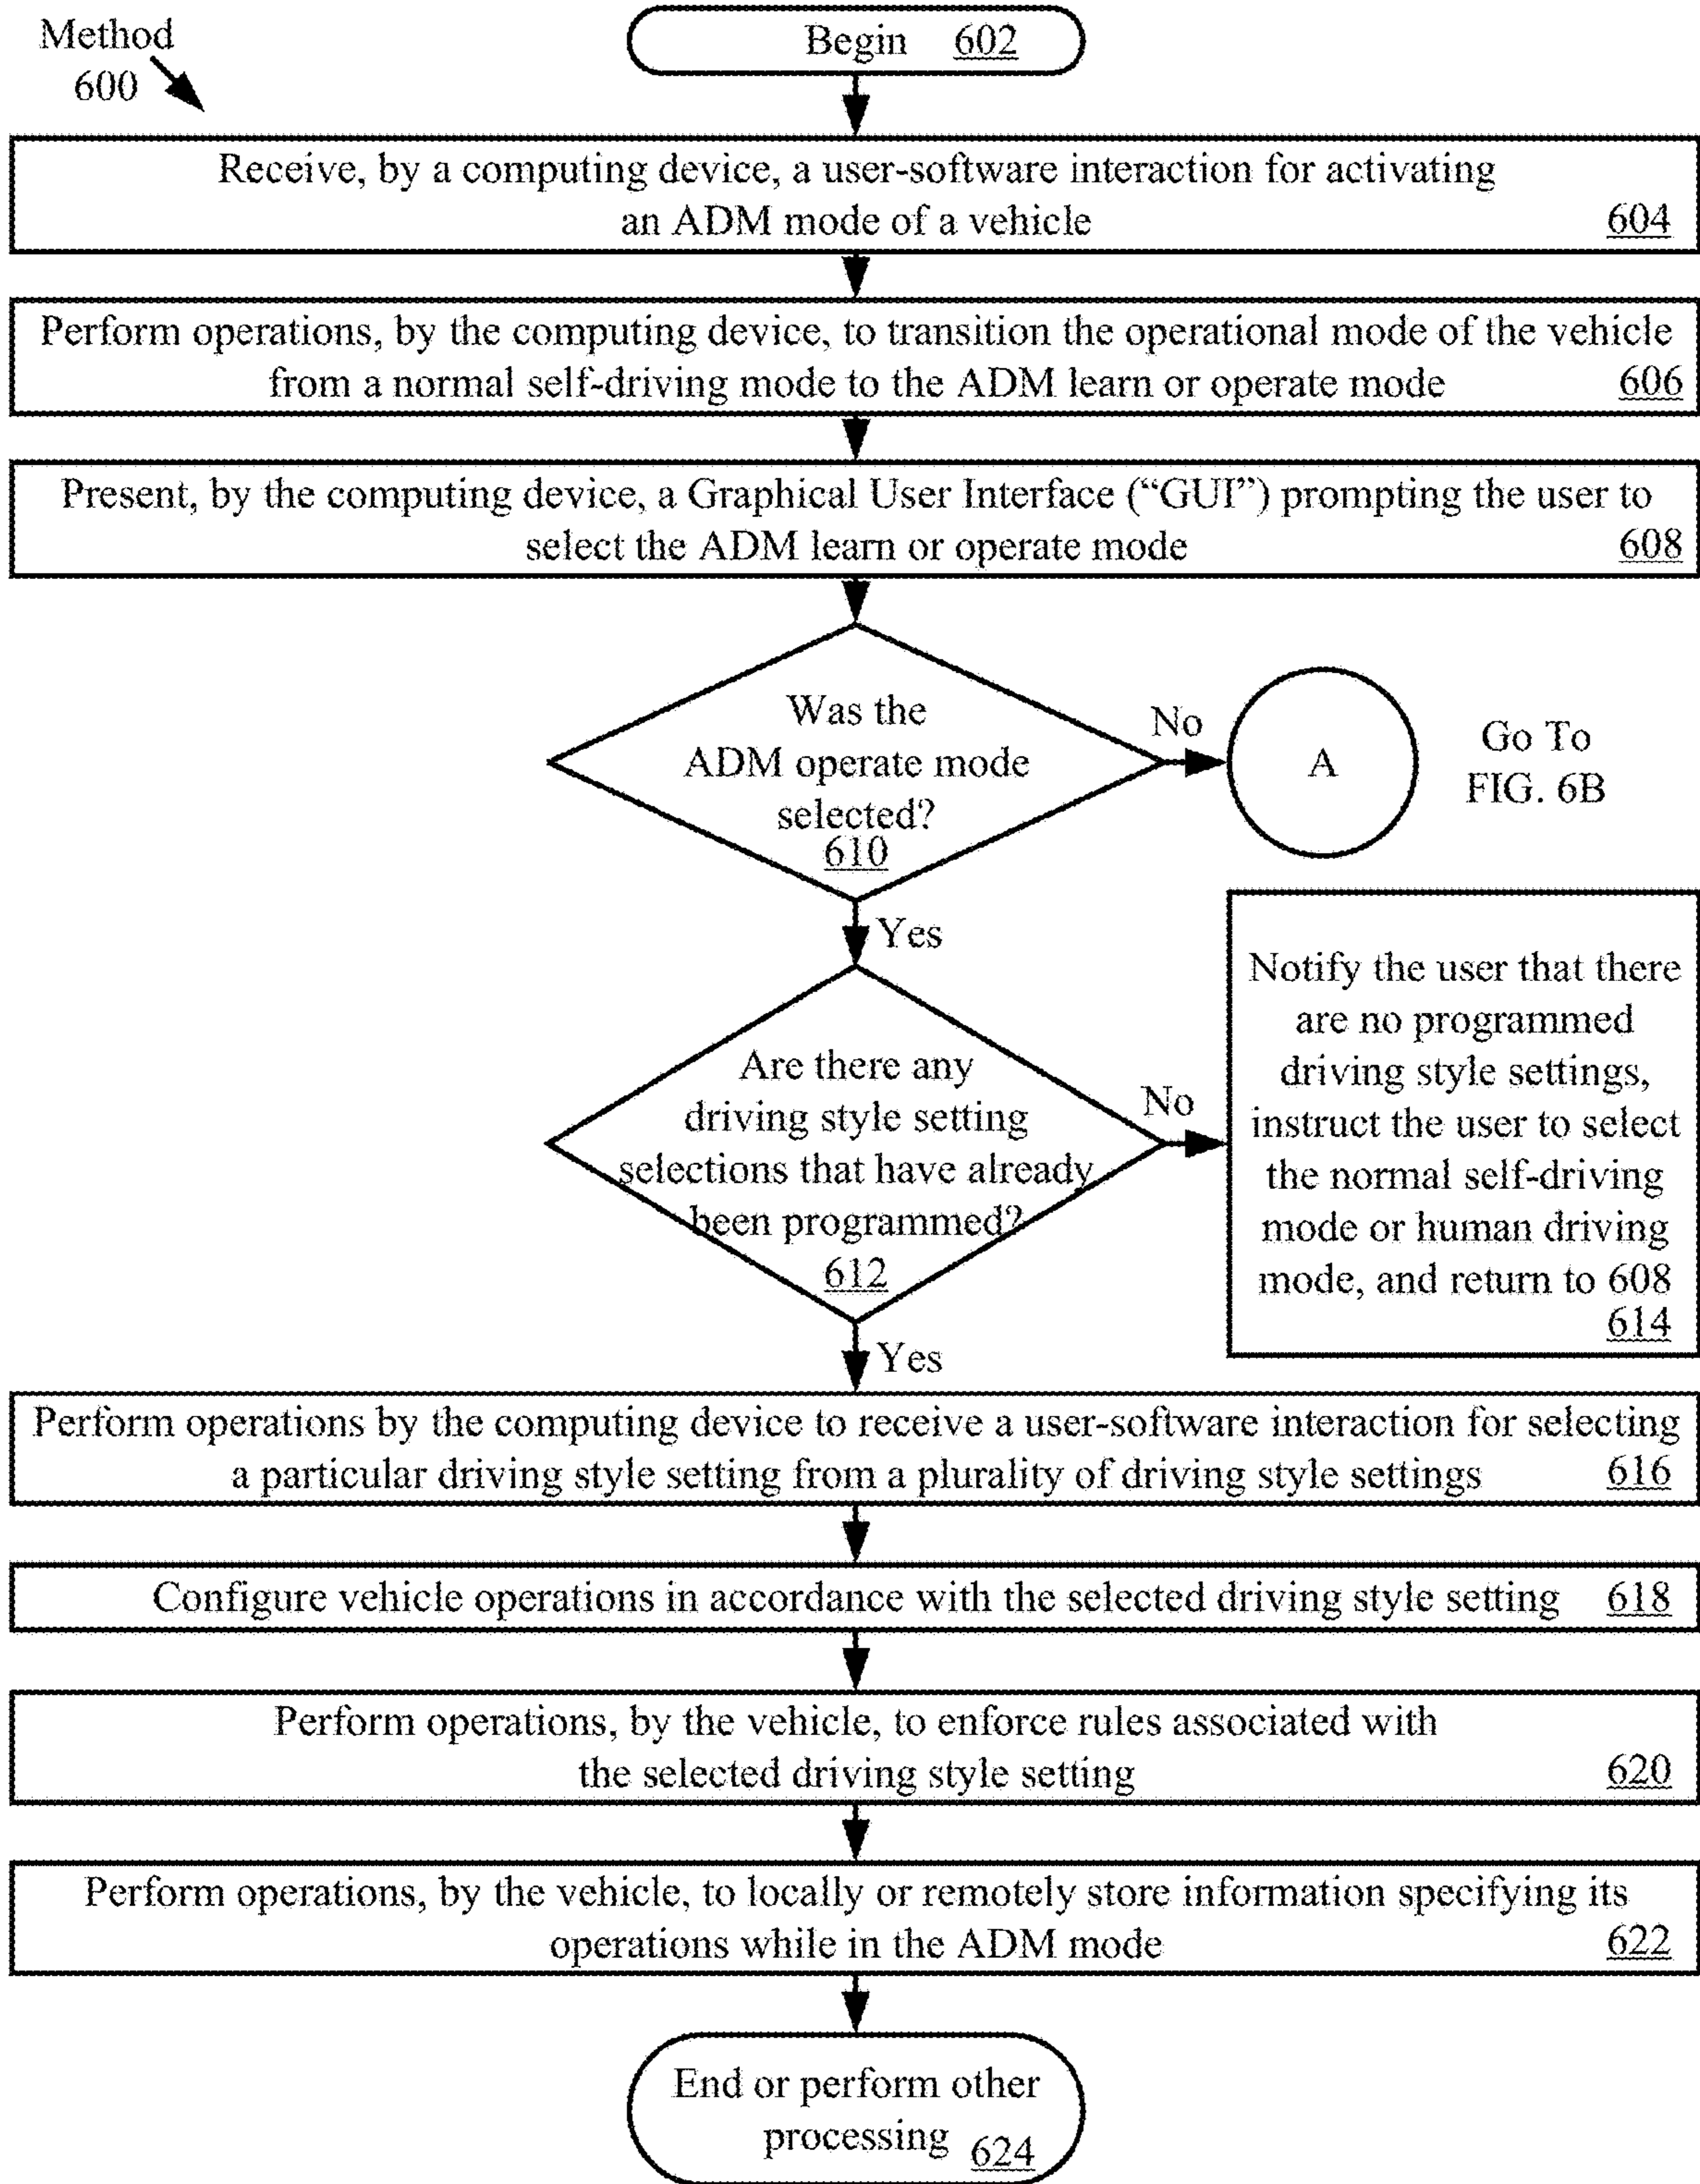 Method
600
Begin 602
Receive, by a computing device, a user-software interaction for activating
an ADM mode of a vehicle 604
Perform operations, by the computing device, to transition the operational mode of the vehicle
from a normal self-driving mode to the ADM learn or operate mode 606
Present, by the computing device, a Graphical User Interface (“GUI”) prompting the user to
select the ADM learn or operate mode 608
Was the
ADM operate mode
selected?
610
No
A
Go To
FIG. 6B
Yes
Are there any
driving style setting
selections that have already
been programmed?
612
No
Notify the user that there
are no programmed
driving style settings,
instruct the user to select
the normal self-driving
mode or human driving
mode, and return to 608
614
Yes
Perform operations by the computing device to receive a user-software interaction for selecting
a particular driving style setting from a plurality of driving style settings 616
Configure vehicle operations in accordance with the selected driving style setting 618
Perform operations, by the vehicle, to enforce rules associated with
the selected driving style setting 620
Perform operations, by the vehicle, to locally or remotely store information specifying its
operations while in the ADM mode 622
End or perform other
processing 624